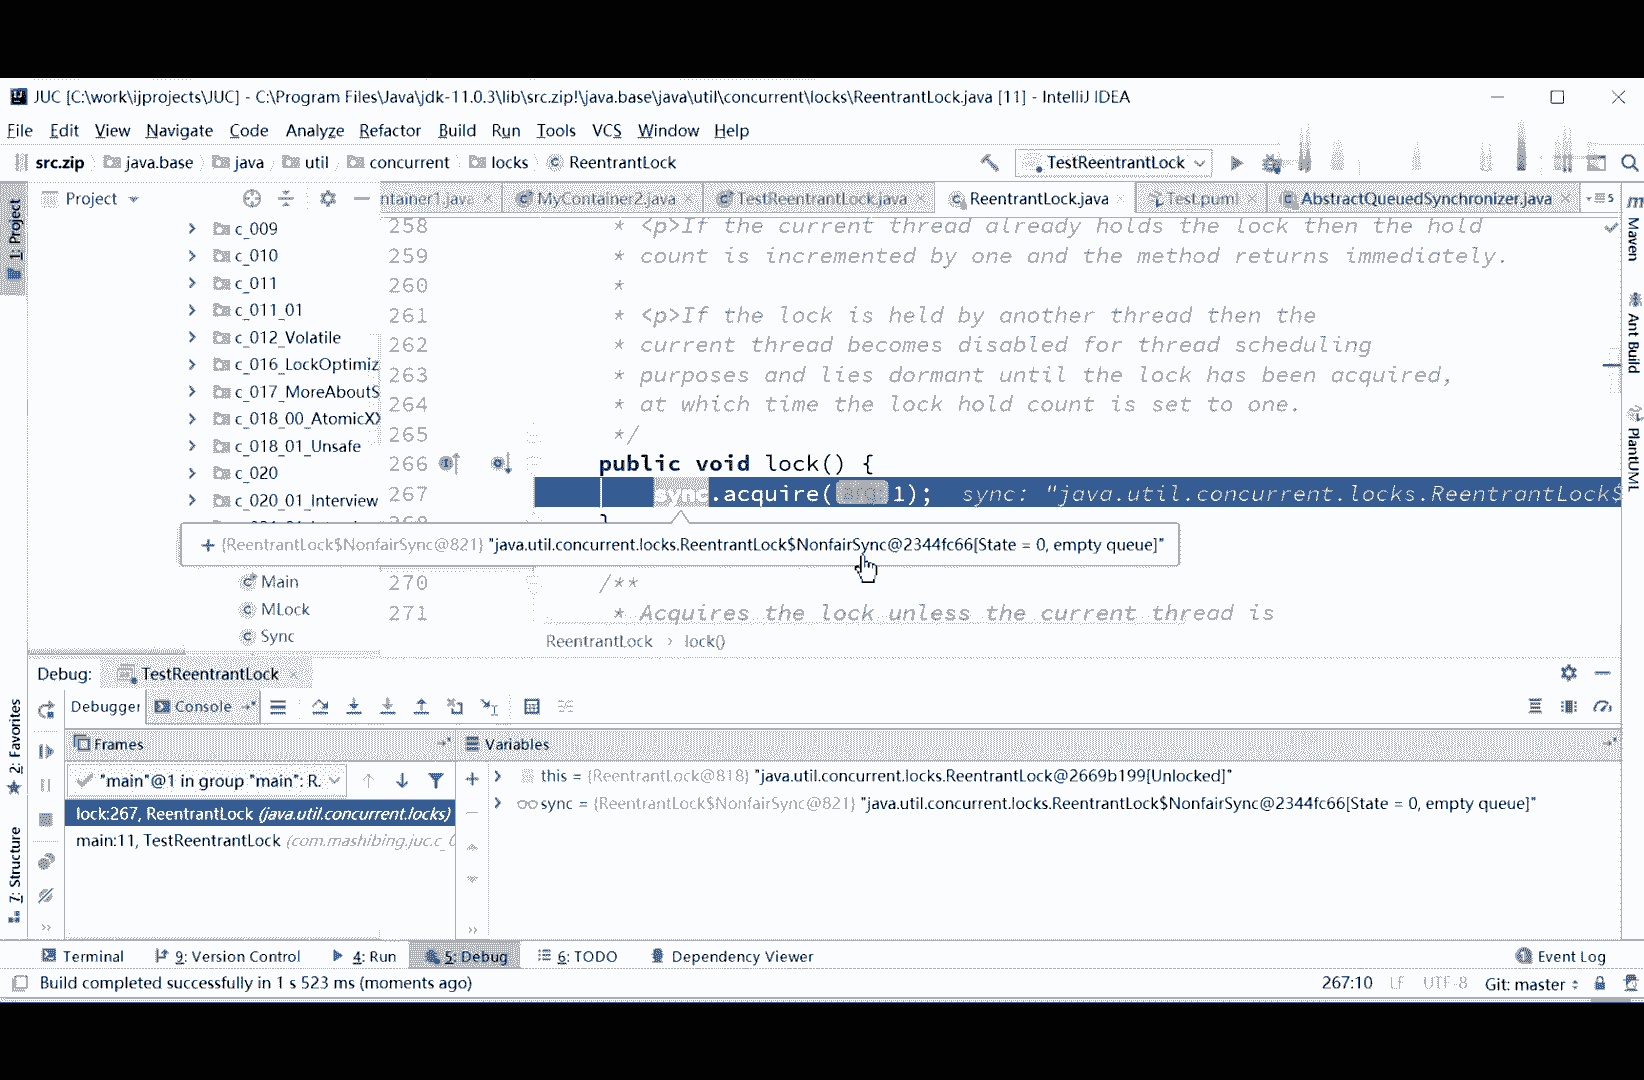 JUC [C:\work\ijprojects\JUC] - C:\Program Files\Java\jdk-11.0.3\lib\src.zip!\java.base\java\util\concurrent\locks\ReentrantLock.java [11] - IntelliJ IDEA
File Edit View Navigate Code Analyze Refactor Build Run Tools VCS Window Help
src.zip java.base java util concurrent locks ReentrantLock TestReentrantLock
Project ntainer1.java MyContainer2.java TestReentrantLock.java ReentrantLock.java Test.puml AbstractQueuedSynchronizer.java 5
1: Project
Maven
Ant Build
PlantUML
c_009
c_010
c_011
c_011_01
c_012_Volatile
c_016_LockOptimiz
c_017_MoreAboutS
c_018_00_AtomicXX
c_018_01_Unsafe
c_020
c_020_01_Interview
Main
MLock
Sync
258 * <p>If the current thread already holds the lock then the hold
259 * count is incremented by one and the method returns immediately.
260 *
261 * <p>If the lock is held by another thread then the
262 * current thread becomes disabled for thread scheduling
263 * purposes and lies dormant until the lock has been acquired,
264 * at which time the lock hold count is set to one.
265 */
266 public void lock() {
267 sync.acquire( 1); sync: "java.util.concurrent.locks.ReentrantLock$
}
+ {ReentrantLock$NonfairSync@821} "java.util.concurrent.locks.ReentrantLock$NonfairSync@2344fc66[State = 0, empty queue]"
270 /**
271 * Acquires the lock unless the current thread is
ReentrantLock › lock()
Debug: TestReentrantLock
Debugger Console
Frames
Variables
"main"@1 in group "main": R.
lock:267, ReentrantLock (java.util.concurrent.locks)
main:11, TestReentrantLock (com.mashibing.juc.c_0
this = {ReentrantLock@818} "java.util.concurrent.locks.ReentrantLock@2669b199[Unlocked]"
sync = {ReentrantLock$NonfairSync@821} "java.util.concurrent.locks.ReentrantLock$NonfairSync@2344fc66[State = 0, empty queue]"
2: Favorites
7: Structure
Terminal 9: Version Control 4: Run 5: Debug 6: TODO Dependency Viewer Event Log
Build completed successfully in 1 s 523 ms (moments ago) 267:10 LF UTF-8 Git: master